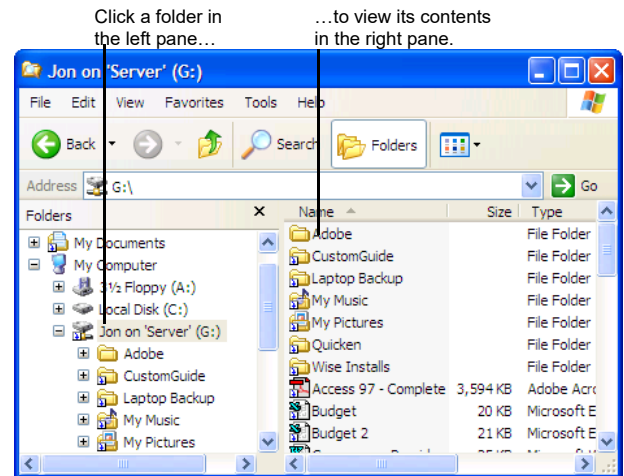 Click a folder in
the left pane…
…to view its contents
in the right pane.
Jon on 'Server' (G:)
File Edit View Favorites Tools Help
Back Search Folders
Address G:\ Go
Folders
My Documents
My Computer
3½ Floppy (A:)
Local Disk (C:)
Jon on 'Server' (G:)
Adobe
CustomGuide
Laptop Backup
My Music
My Pictures
Name Size Type
Adobe File Folder
CustomGuide File Folder
Laptop Backup File Folder
My Music File Folder
My Pictures File Folder
Quicken File Folder
Wise Installs File Folder
Access 97 - Complete 3,594 KB Adobe Acro
Budget 20 KB Microsoft E
Budget 2 21 KB Microsoft E